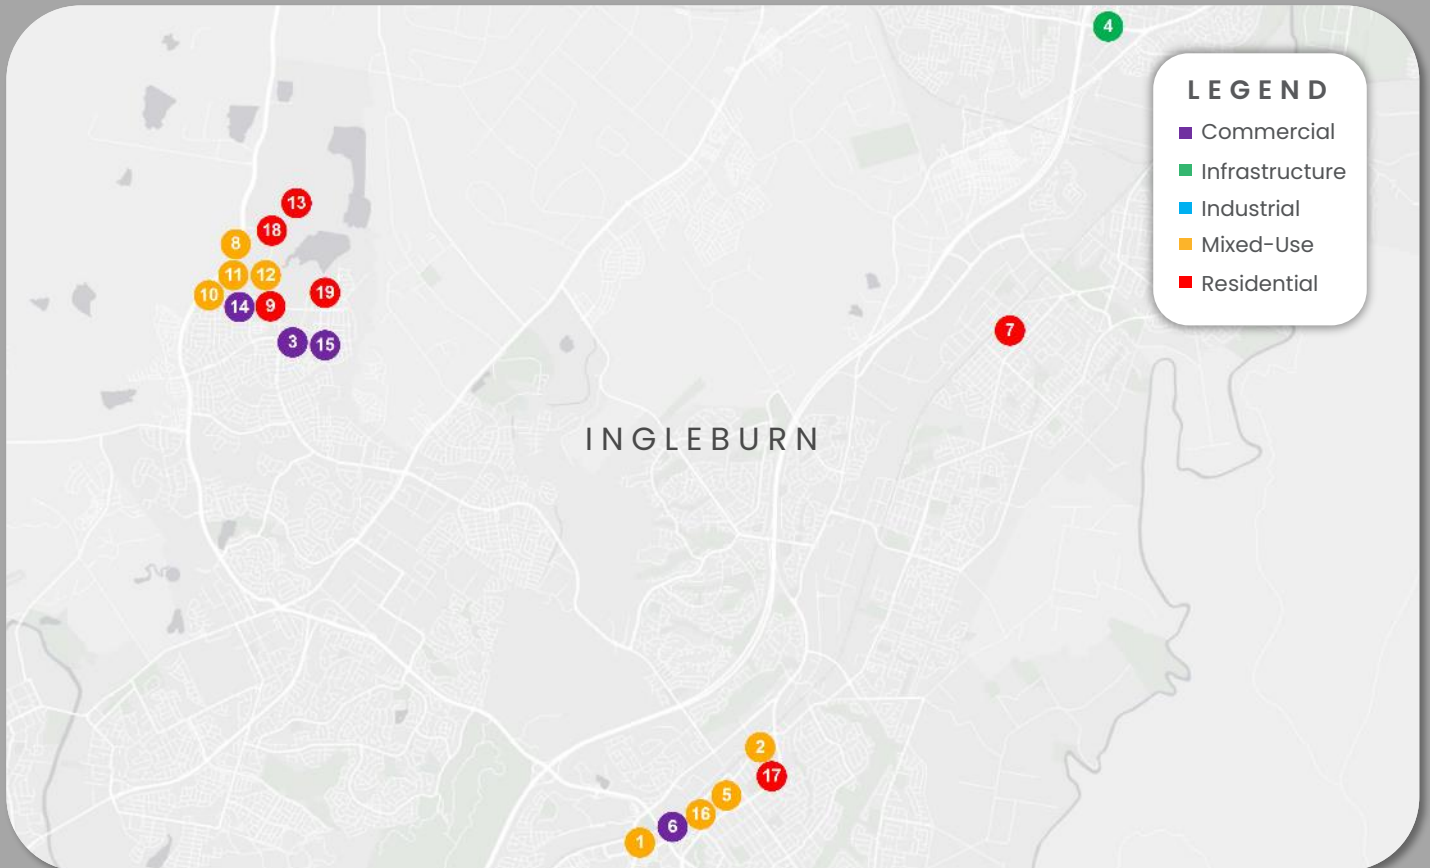 4
LEGEND
Commercial
Infrastructure
Industrial
Mixed-Use
Residential
13
18
8
11 12
10
14 9
19
3 15
7
INGLEBURN
2
17
5
16
6
1